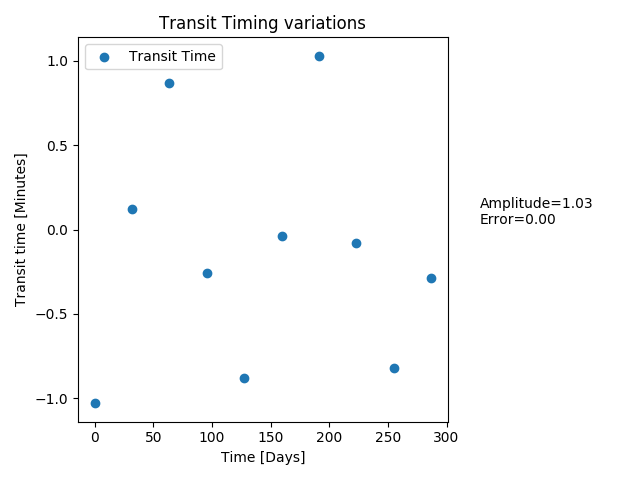 Transit Timing variations
Transit Time
1.0
0.5
0.0
−0.5
−1.0
Transit time [Minutes]
Amplitude=1.03
Error=0.00
0 50 100 150 200 250 300
Time [Days]